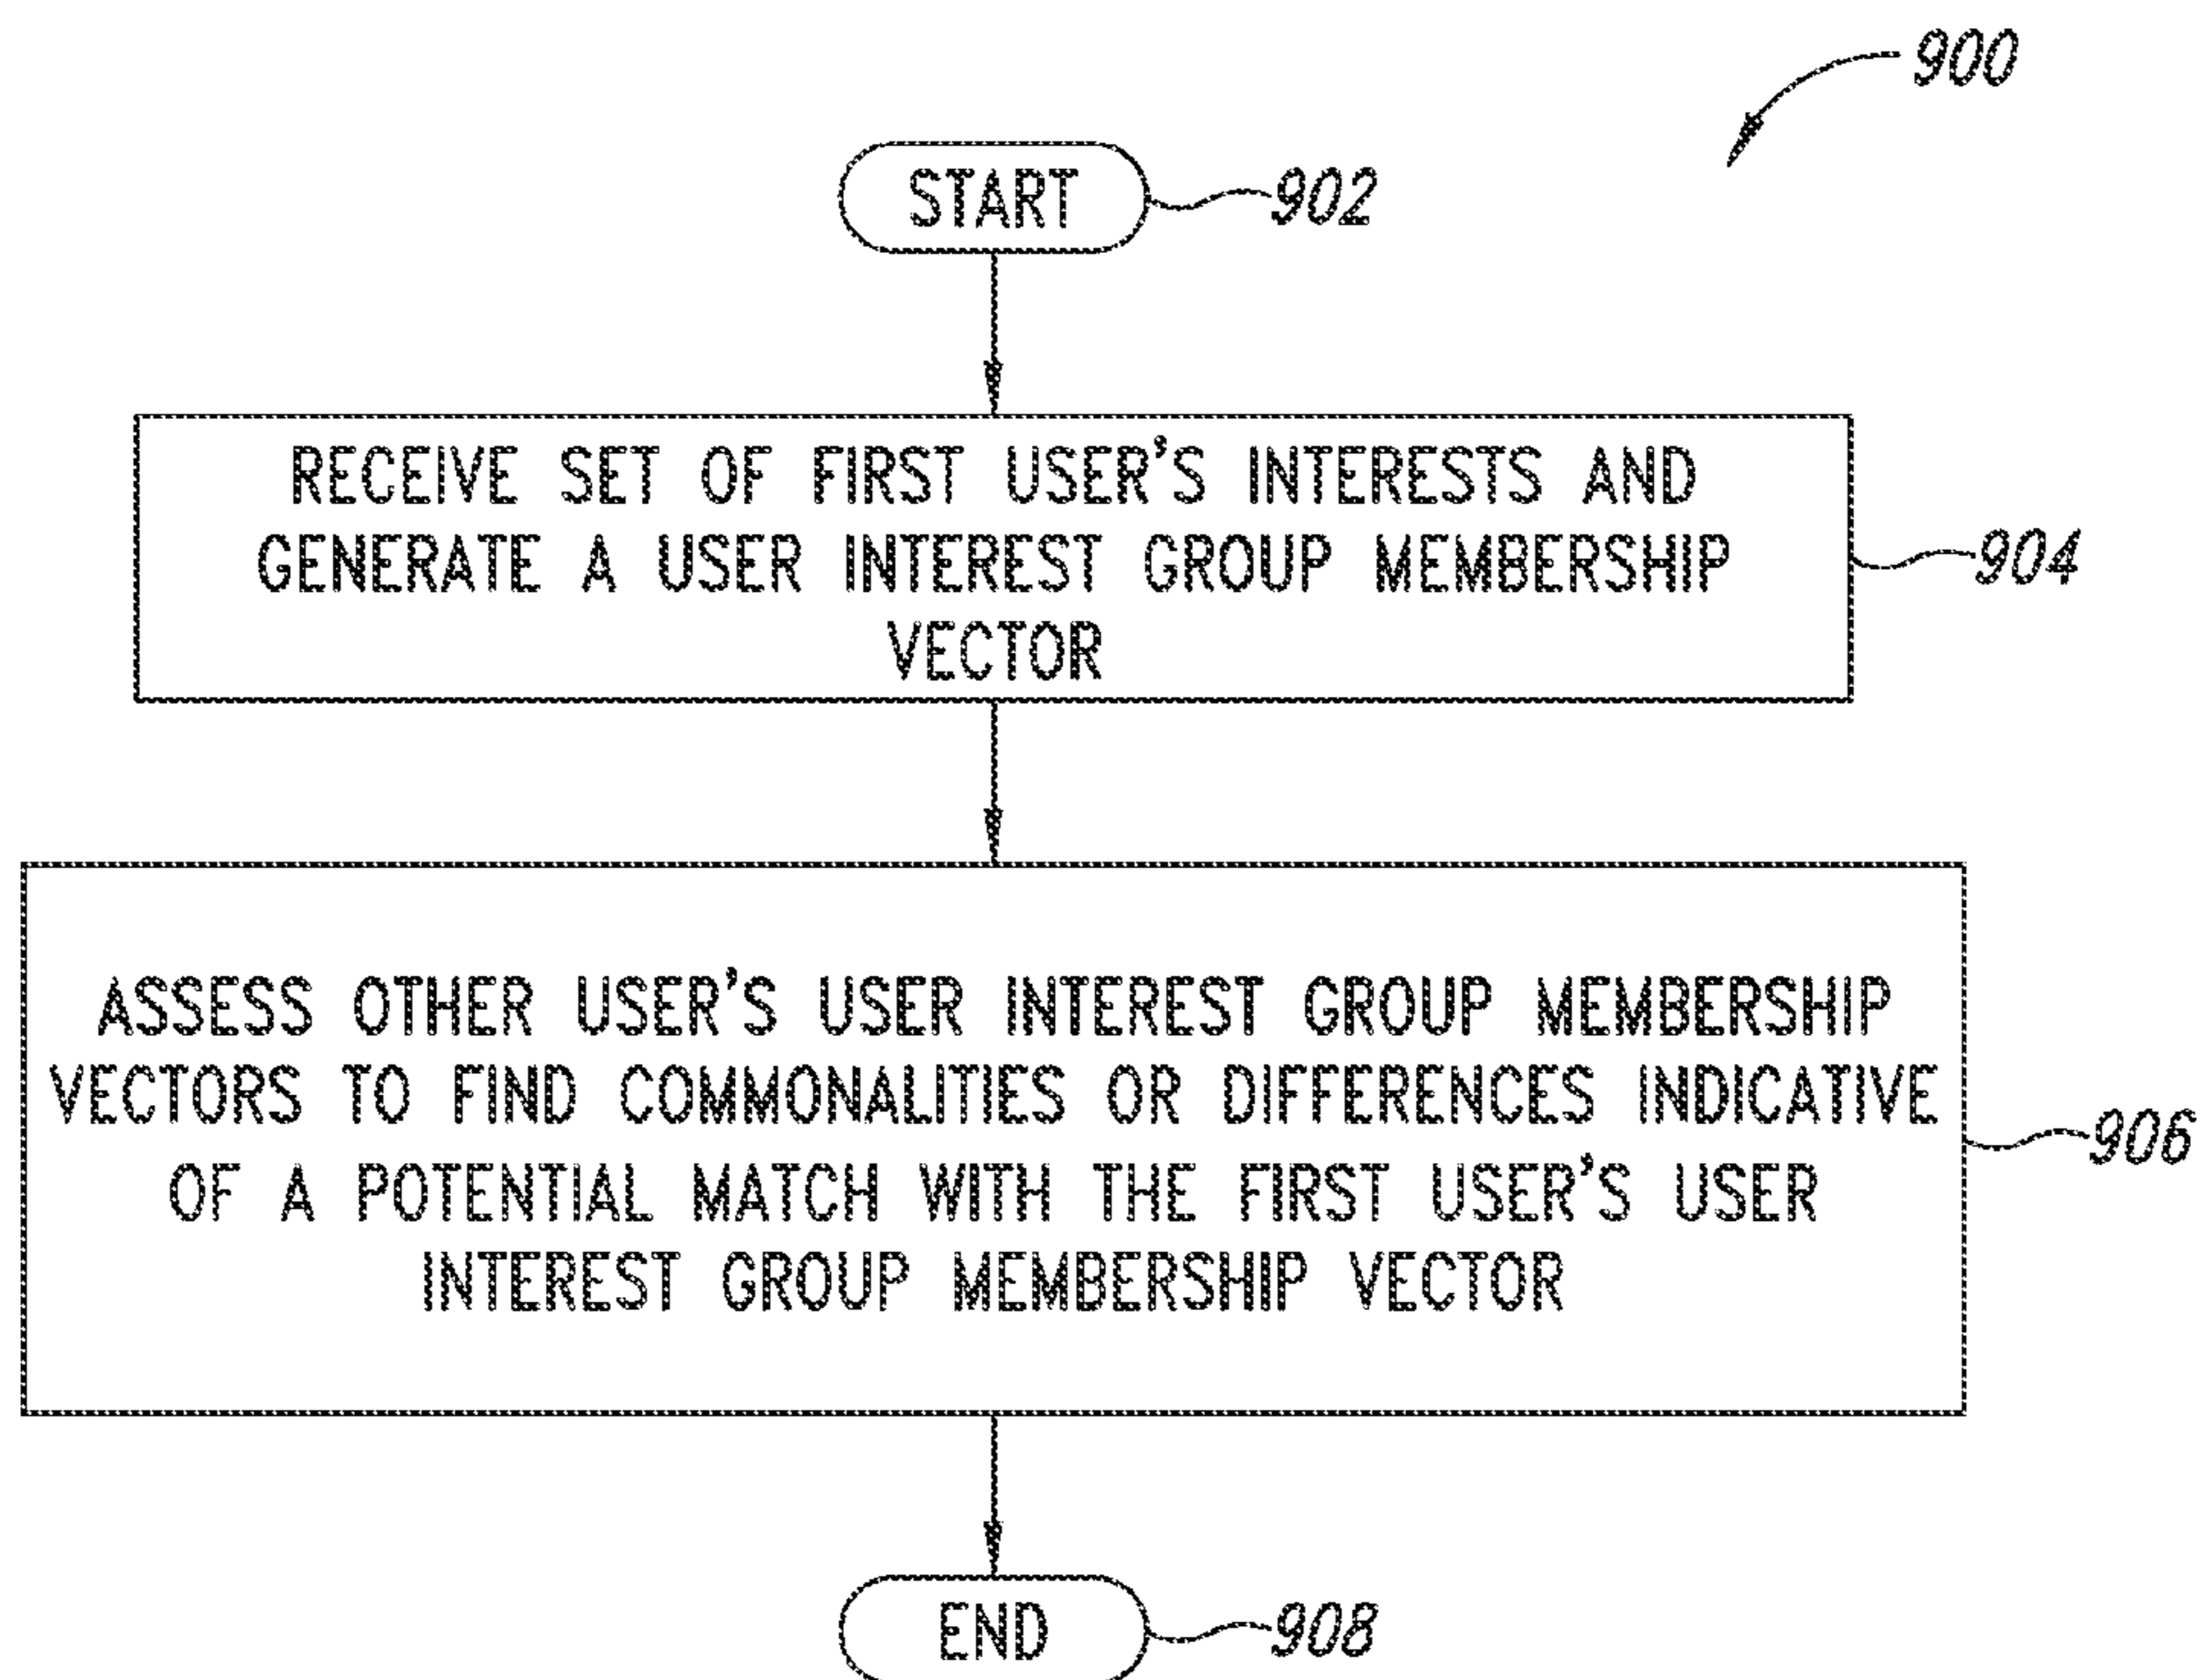 900
START
902
RECEIVE SET OF FIRST USER'S INTERESTS AND
GENERATE A USER INTEREST GROUP MEMBERSHIP
VECTOR
904
ASSESS OTHER USER'S USER INTEREST GROUP MEMBERSHIP
VECTORS TO FIND COMMONALITIES OR DIFFERENCES INDICATIVE
OF A POTENTIAL MATCH WITH THE FIRST USER'S USER
INTEREST GROUP MEMBERSHIP VECTOR
906
END
908